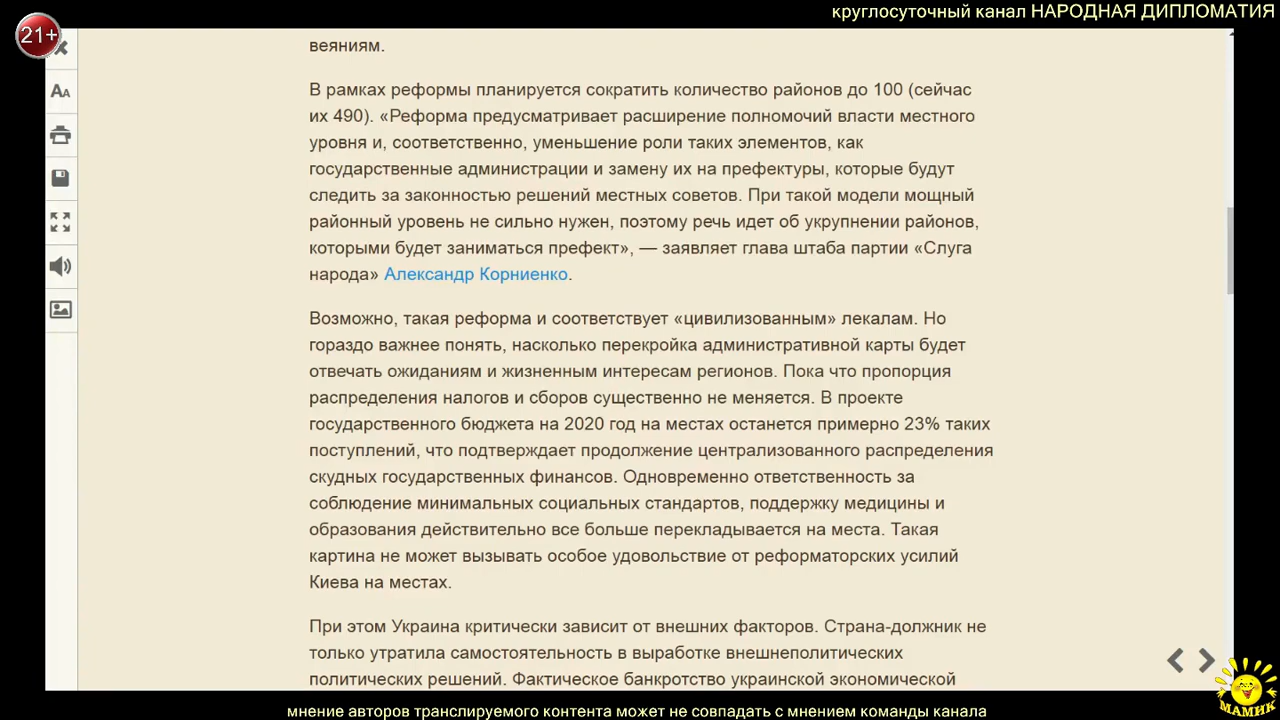 круглосуточный канал НАРОДНАЯ ДИПЛОМАТИЯ
21+
веяниям.
В рамках реформы планируется сократить количество районов до 100 (сейчас
их 490). «Реформа предусматривает расширение полномочий власти местного
уровня и, соответственно, уменьшение роли таких элементов, как
государственные администрации и замену их на префектуры, которые будут
следить за законностью решений местных советов. При такой модели мощный
районный уровень не сильно нужен, поэтому речь идет об укрупнении районов,
которыми будет заниматься префект», — заявляет глава штаба партии «Слуга
народа» Александр Корниенко.
Возможно, такая реформа и соответствует «цивилизованным» лекалам. Но
гораздо важнее понять, насколько перекройка административной карты будет
отвечать ожиданиям и жизненным интересам регионов. Пока что пропорция
распределения налогов и сборов существенно не меняется. В проекте
государственного бюджета на 2020 год на местах останется примерно 23% таких
поступлений, что подтверждает продолжение централизованного распределения
скудных государственных финансов. Одновременно ответственность за
соблюдение минимальных социальных стандартов, поддержку медицины и
образования действительно все больше перекладывается на места. Такая
картина не может вызывать особое удовольствие от реформаторских усилий
Киева на местах.
При этом Украина критически зависит от внешних факторов. Страна-должник не
только утратила самостоятельность в выработке внешнеполитических
политических решений. Фактическое банкротство украинской экономической
МАМИК
мнение авторов транслируемого контента может не совпадать с мнением команды канала